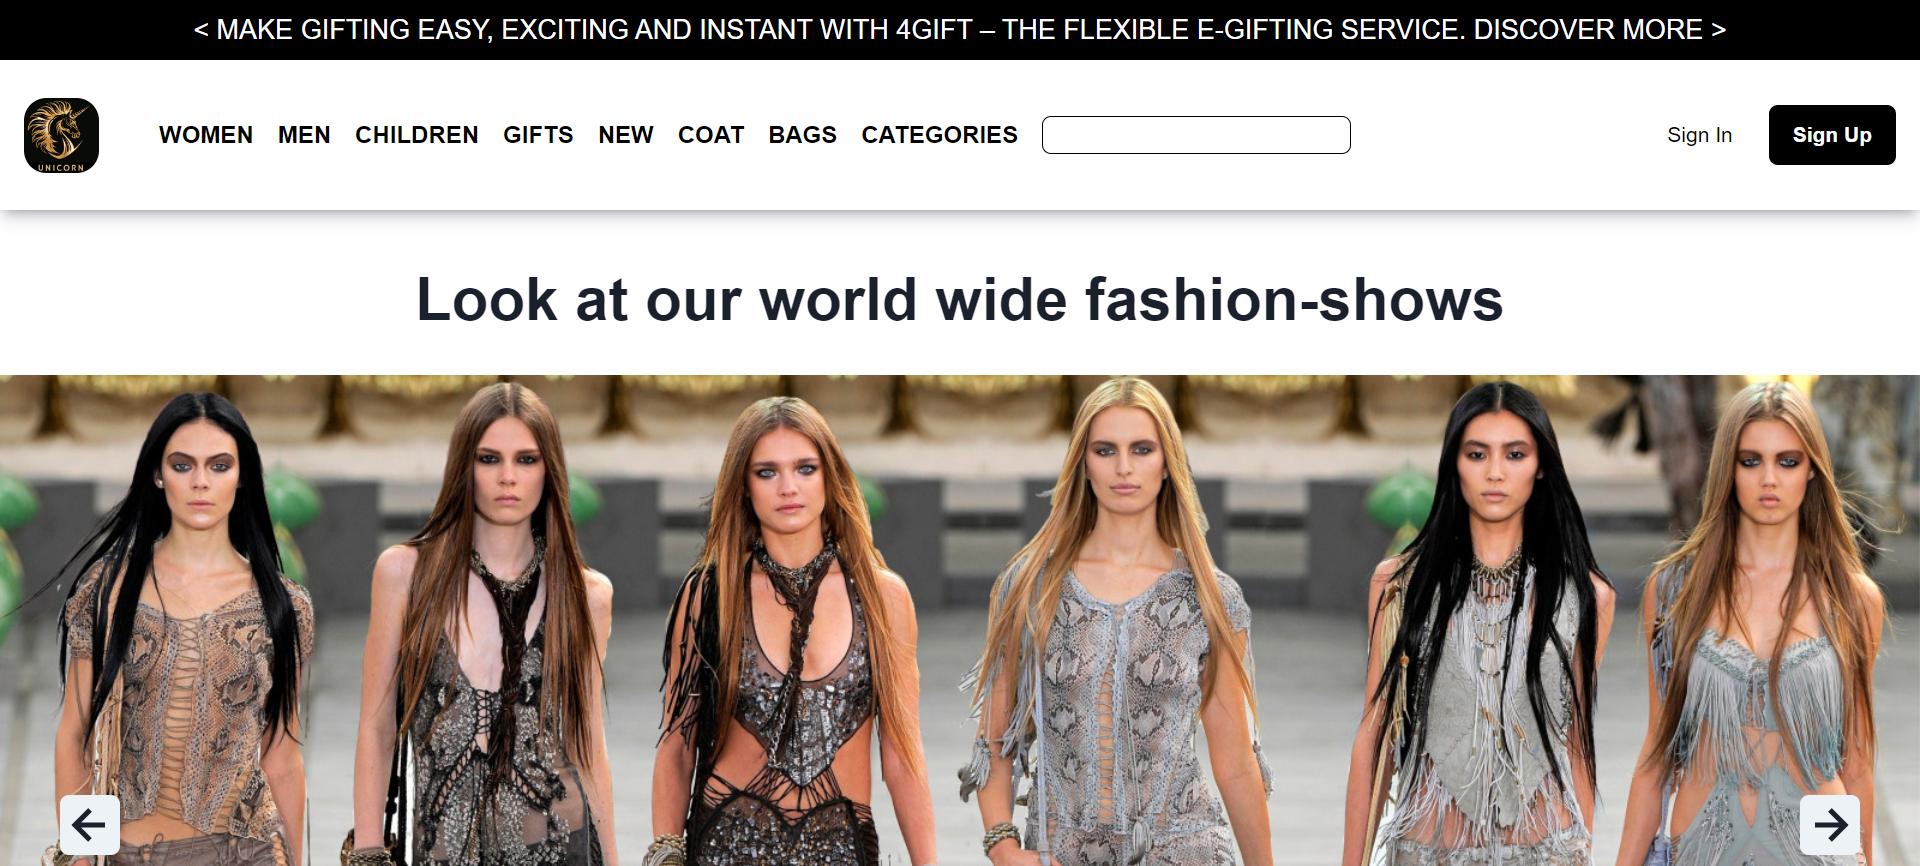 < MAKE GIFTING EASY, EXCITING AND INSTANT WITH 4GIFT – THE FLEXIBLE E-GIFTING SERVICE. DISCOVER MORE >
UNICORN
WOMEN MEN CHILDREN GIFTS NEW COAT BAGS CATEGORIES Sign In Sign Up
Look at our world wide fashion-shows